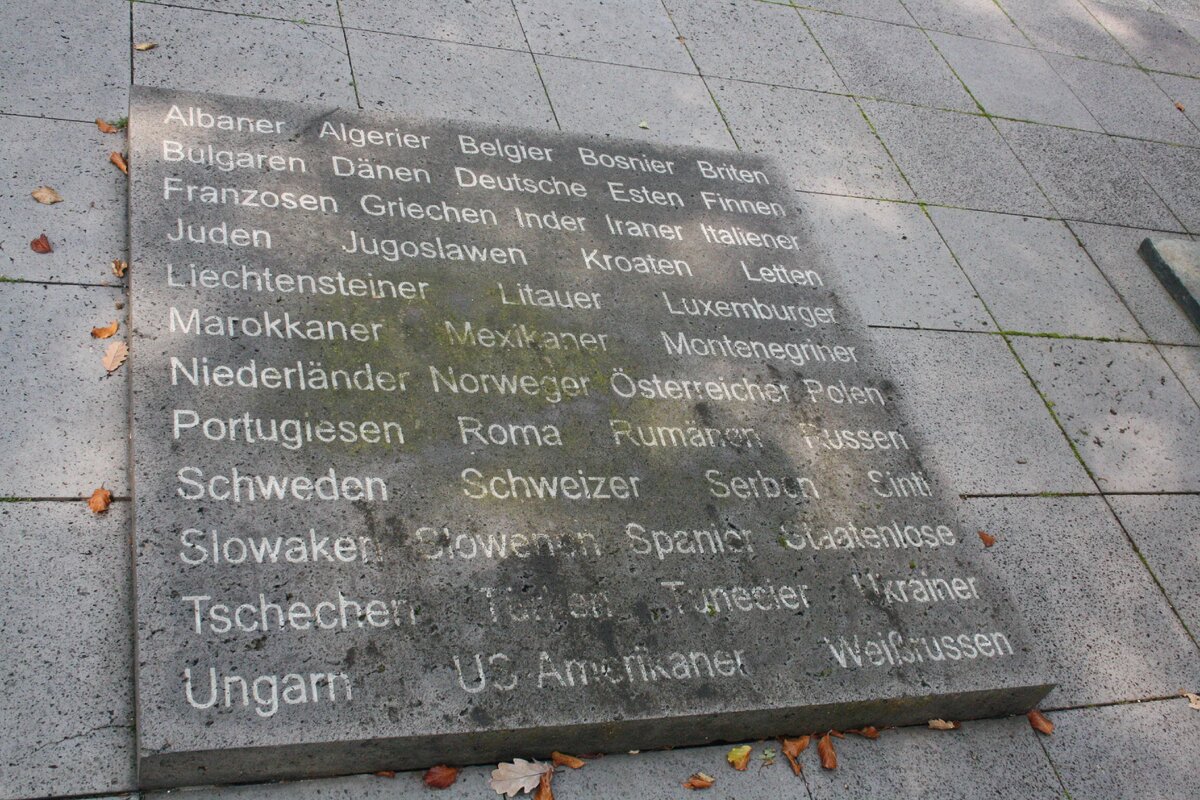 Albaner Algerier Belgier Bosnier Briten
Bulgaren Dänen Deutsche Esten Finnen
Franzosen Griechen Inder Iraner Italiener
Juden Jugoslawen Kroaten Letten
Liechtensteiner Litauer Luxemburger
Marokkaner Mexikaner Montenegriner
Niederländer Norweger Österreicher Polen
Portugiesen Roma Rumänen Russen
Schweden Schweizer Serben Sinti
Slowaken Slowenen Spanier Staatenlose
Tschechen Türken Tunesier Ukrainer
Ungarn US-Amerikaner Weißrussen